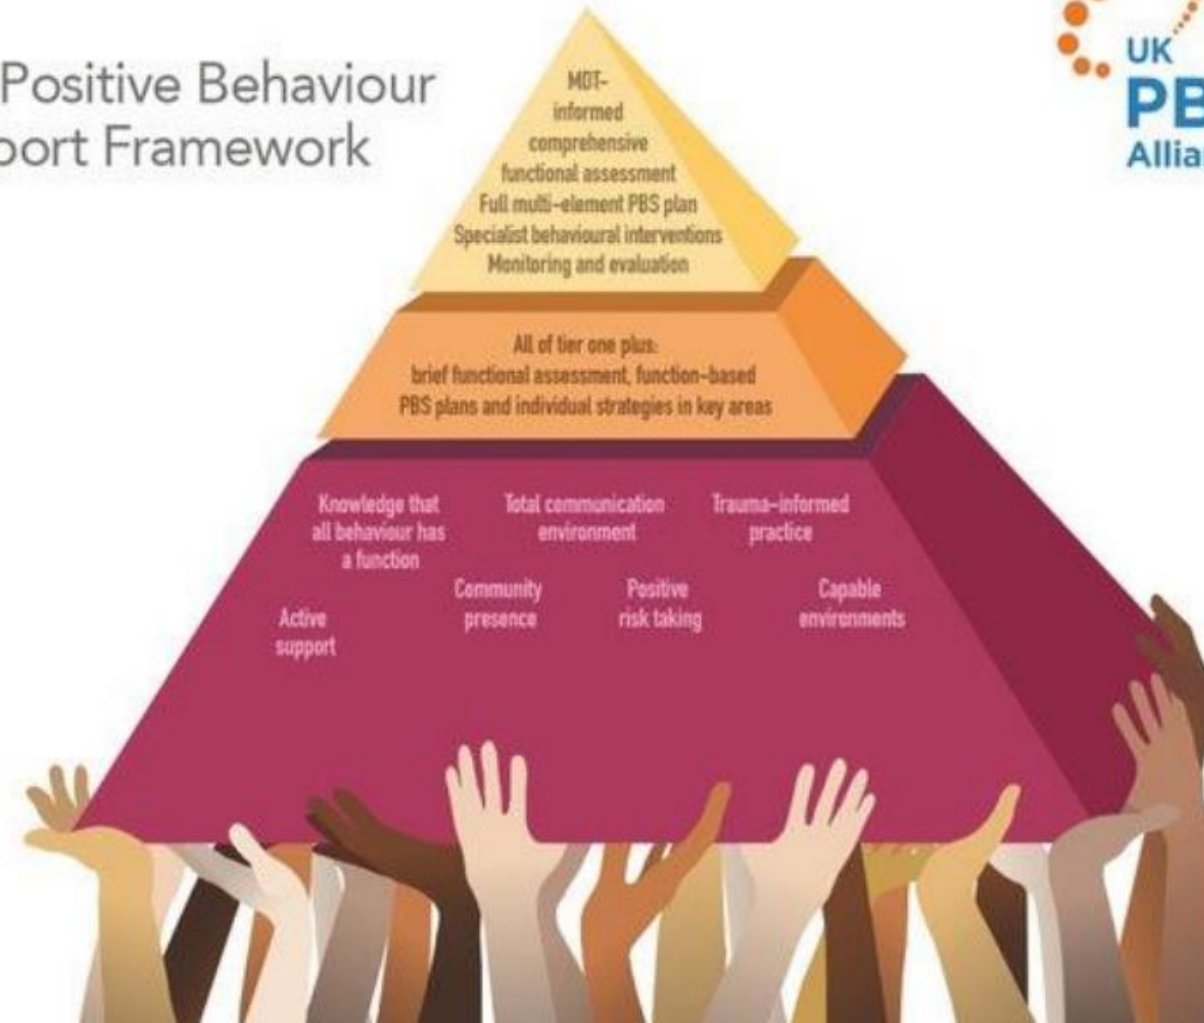 Positive Behaviour
port Framework
UK
PB
Allia
MDT-
informed
comprehensive
functional assessment
Full multi-element PBS plan
Specialist behavioural interventions
Monitoring and evaluation
All of tier one plus:
brief functional assessment, function-based
PBS plans and individual strategies in key areas
Knowledge that
all behaviour has
a function
Total communication
environment
Trauma-informed
practice
Active
support
Community
presence
Positive
risk taking
Capable
environments